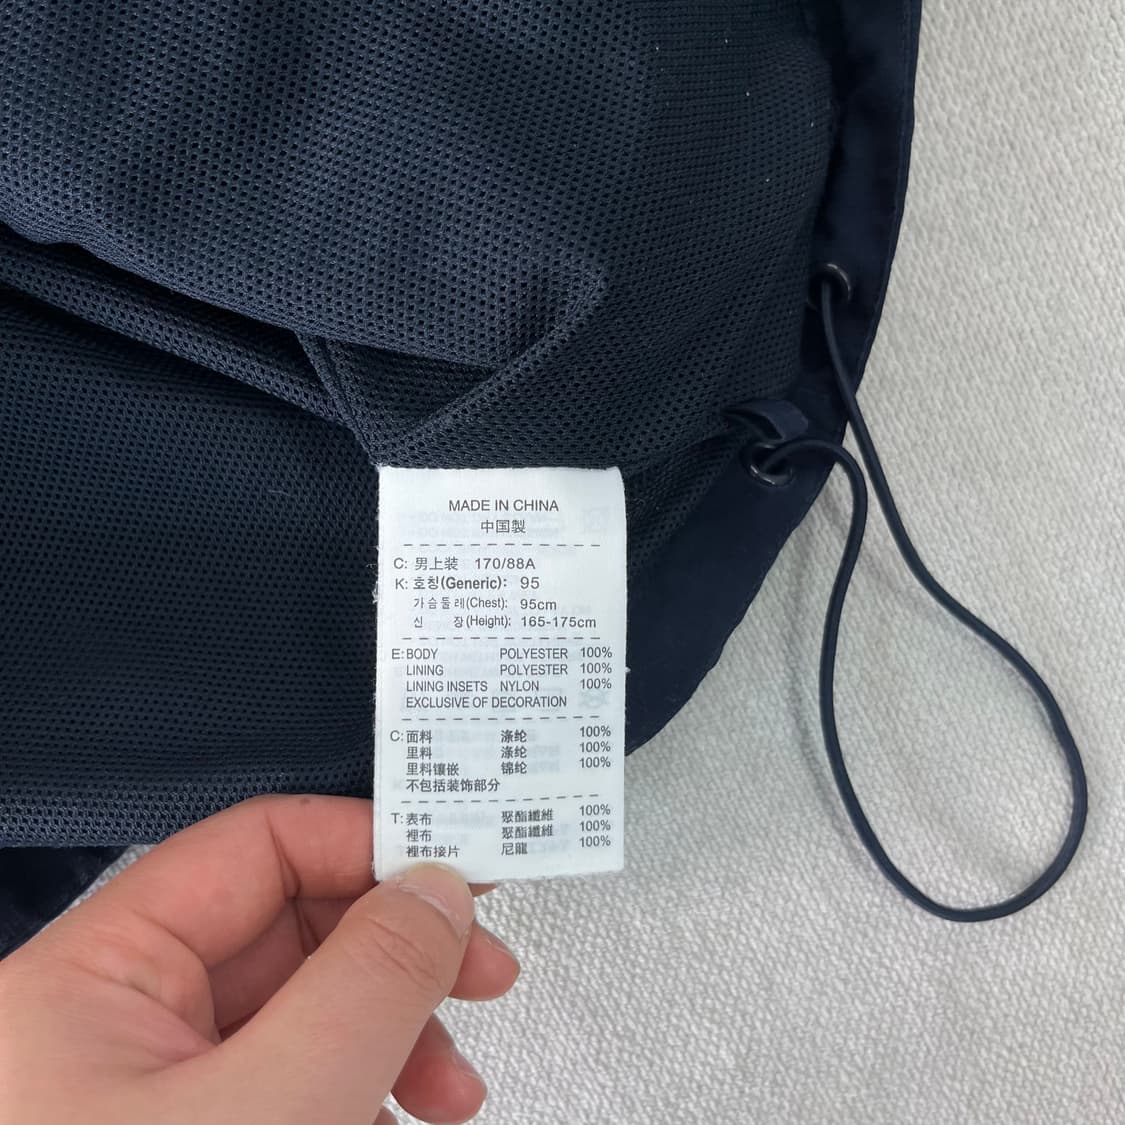 MADE IN CHINA
中国製
C: 男上装 170/88A
K: 호칭(Generic): 95
가슴둘레(Chest): 95cm
신 장(Height): 165-175cm
E: BODY POLYESTER 100%
LINING POLYESTER 100%
LINING INSETS NYLON 100%
EXCLUSIVE OF DECORATION
C: 面料 涤纶 100%
里料 涤纶 100%
里料镶嵌 锦纶 100%
不包括装饰部分
T: 表布 聚酯纖維 100%
裡布 聚酯纖維 100%
裡布接片 尼龍 100%